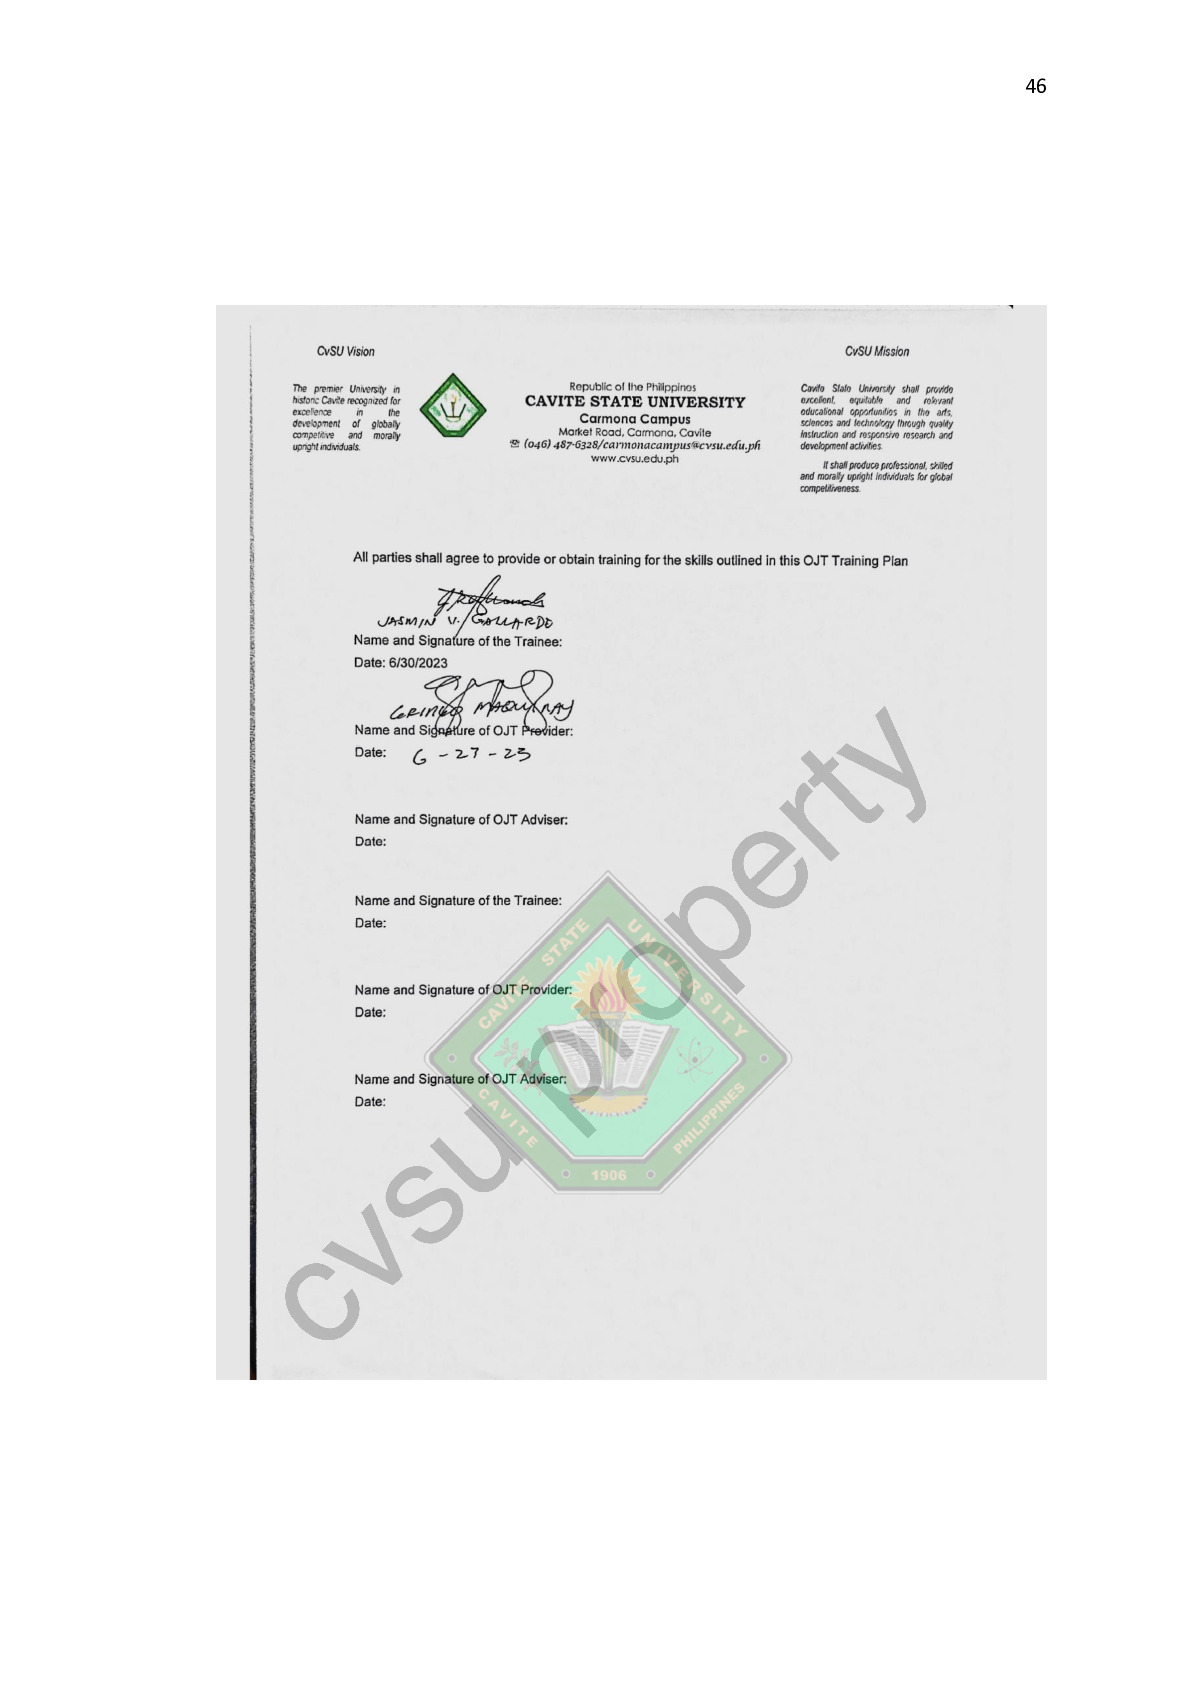 46
CvSU Vision
The premier University in
historic Cavite recognized for
excellence in the
development of globally
competitive and morally
upright individuals.
Republic of the Philippines
CAVITE STATE UNIVERSITY
Carmona Campus
Market Road, Carmona, Cavite
☏ (046) 487-6328/carmonacampus@cvsu.edu.ph
www.cvsu.edu.ph
CvSU Mission
Cavite State University shall provide
excellent, equitable and relevant
educational opportunities in the arts,
sciences and technology through quality
instruction and responsive research and
development activities.
It shall produce professional, skilled
and morally upright individuals for global
competitiveness.
All parties shall agree to provide or obtain training for the skills outlined in this OJT Training Plan
JASMIN V. GALLARDO
Name and Signature of the Trainee:
Date: 6/30/2023
MAQUIRAY
Name and Signature of OJT Provider:
Date: 6-27-23
Name and Signature of OJT Adviser:
Date:
Name and Signature of the Trainee:
Date:
Name and Signature of OJT Provider:
Date:
Name and Signature of OJT Adviser:
Date:
CAVITE STATE UNIVERSITY
CAVITE PHILIPPINES
1906
cvsu property